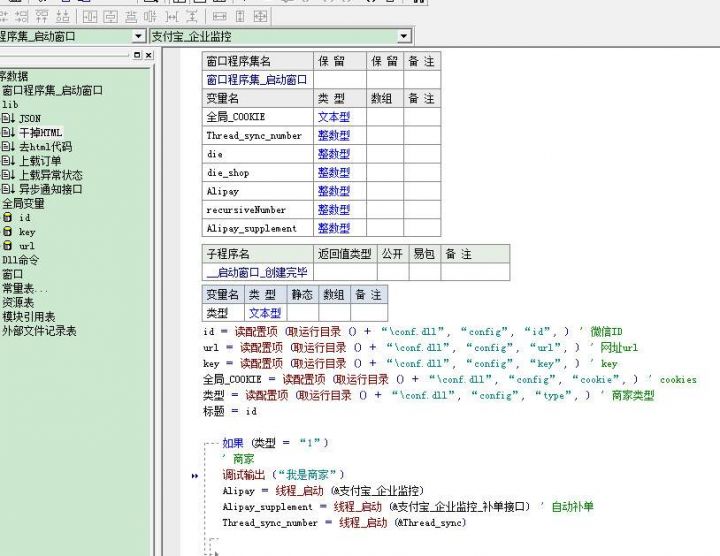 程序集_启动窗口
支付宝_企业监控
序数据
窗口程序集_启动窗口
lib
JSON
干掉HTML
去html代码
上载订单
上载异常状态
异步通知接口
全局变量
id
key
url
Dll命令
窗口
常量表...
资源表
模块引用表
外部文件记录表
窗口程序集名 保 留 保 留 备 注
窗口程序集_启动窗口
变量名 类 型 数组 备 注
全局_COOKIE 文本型
Thread_sync_number 整数型
die 整数型
die_shop 整数型
Alipay 整数型
recursiveNumber 整数型
Alipay_supplement 整数型
子程序名 返回值类型 公开 易包 备 注
__启动窗口_创建完毕
变量名 类 型 静态 数组 备 注
类型 文本型
id = 读配置项 (取运行目录 () + “\conf.dll”, “config”, “id”, ) ' 微信ID
url = 读配置项 (取运行目录 () + “\conf.dll”, “config”, “url”, ) ' 网址url
key = 读配置项 (取运行目录 () + “\conf.dll”, “config”, “key”, ) ' key
全局_COOKIE = 读配置项 (取运行目录 () + “\conf.dll”, “config”, “cookie”, ) ' cookies
类型 = 读配置项 (取运行目录 () + “\conf.dll”, “config”, “type”, ) ' 商家类型
标题 = id
如果 (类型 = “1”)
' 商家
调试输出 (“我是商家”)
Alipay = 线程_启动 (&支付宝_企业监控)
Alipay_supplement = 线程_启动 (&支付宝_企业监控_补单接口) ' 自动补单
Thread_sync_number = 线程_启动 (&Thread_sync)